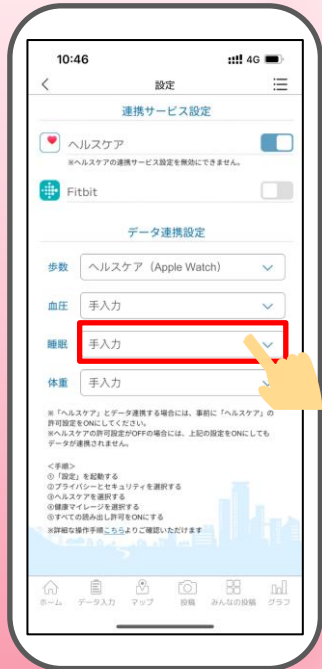 10:46
4G
設定
連携サービス設定
ヘルスケア
※ヘルスケアの連携サービス設定を無効にできません。
Fitbit
データ連携設定
歩数 ヘルスケア（Apple Watch）
血圧 手入力
睡眠 手入力
体重 手入力
※「ヘルスケア」とデータ連携する場合には、事前に「ヘルスケア」の
許可設定をONにしてください。
※ヘルスケアの許可設定がOFFの場合には、上記の設定をONにしても
データが連携されません。
＜手順＞
①「設定」を起動する
②プライバシーとセキュリティを選択する
③ヘルスケアを選択する
④健康マイレージを選択する
⑤すべての読み出し許可をONにする
※詳細な操作手順こちらよりご確認いただけます
ホーム データ入力 マップ 投稿 みんなの投稿 グラフ